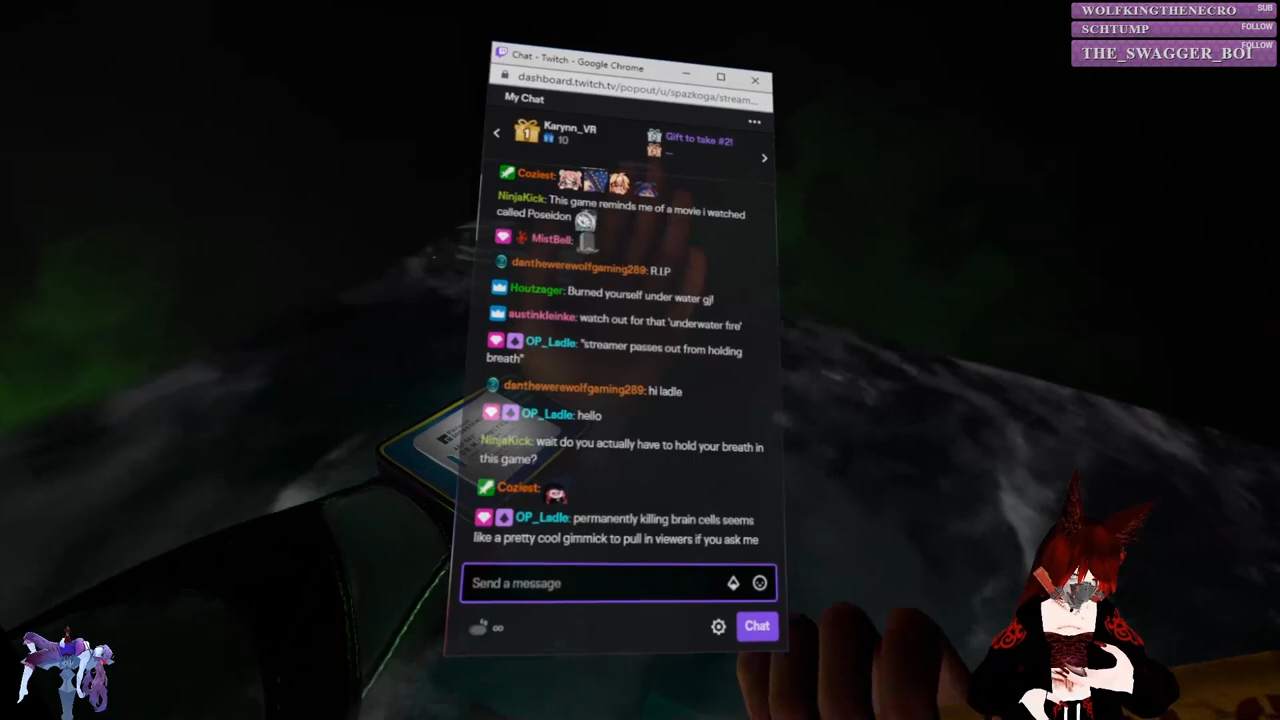 WOLFKINGTHENECRO SUB
SCHTUMP FOLLOW
THE_SWAGGER_BOI FOLLOW
Chat - Twitch - Google Chrome
dashboard.twitch.tv/popout/u/spazkoga/stream...
My Chat
1 Karynn_VR
10
Gift to take #2!
Coziest:
NinjaKick: This game reminds me of a movie i watched
called Poseidon
MistBell:
danthewerewolfgaming289: R.I.P
Houtzager: Burned yourself under water gj!
austinkleinke: watch out for that 'underwater fire'
OP_Ladle: "streamer passes out from holding
breath"
danthewerewolfgaming289: hi ladle
OP_Ladle: hello
NinjaKick: wait do you actually have to hold your breath in
this game?
Coziest:
OP_Ladle: permanently killing brain cells seems
like a pretty cool gimmick to pull in viewers if you ask me
Send a message
∞
Chat